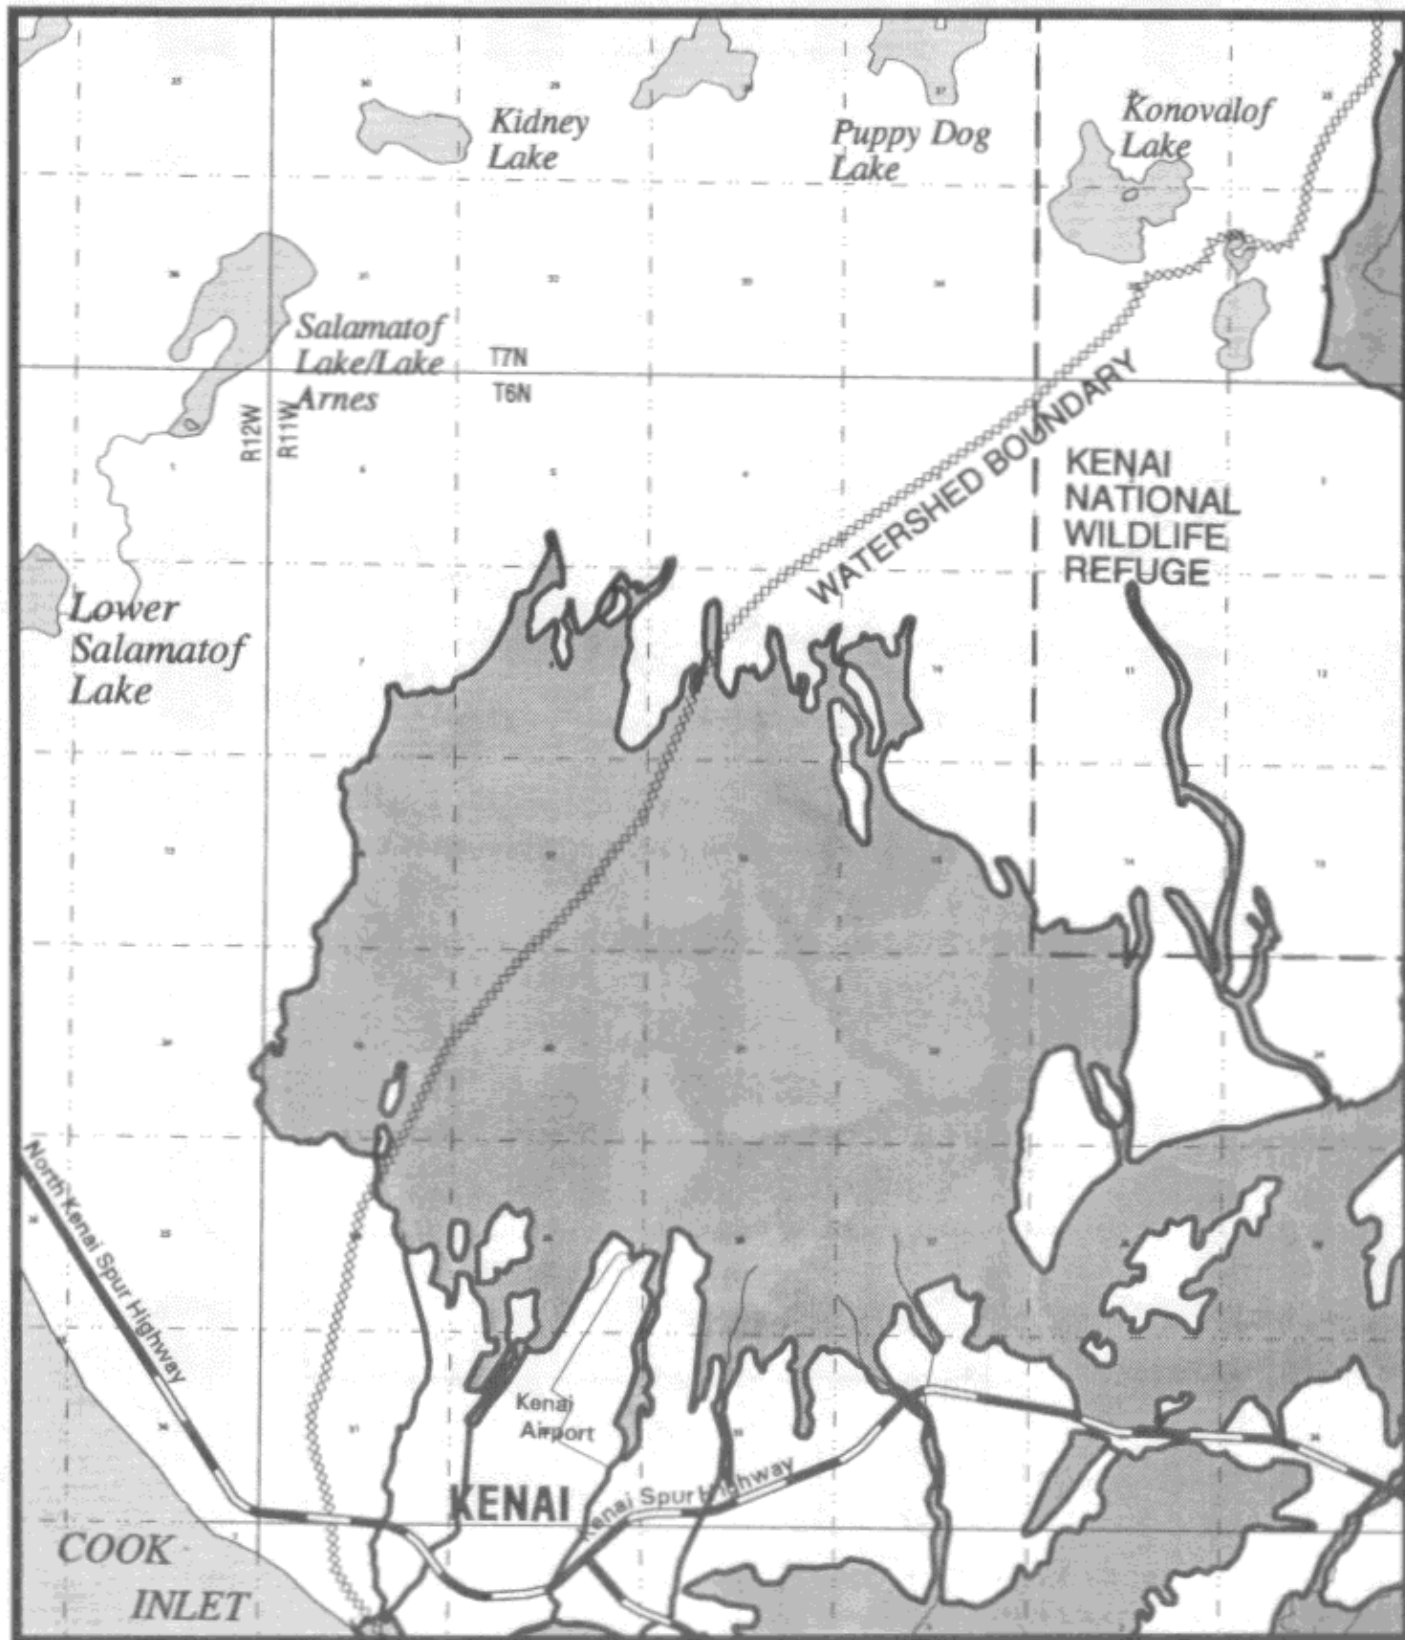 Kidney
Lake
Puppy Dog
Lake
Konovalof
Lake
Salamatof
Lake/Lake
Arnes
T7N
T6N
R12W
R11W
WATERSHED BOUNDARY
KENAI
NATIONAL
WILDLIFE
REFUGE
Lower
Salamatof
Lake
North Kenai Spur Highway
Kenai
Airport
KENAI
Kenai Spur Highway
COOK
INLET